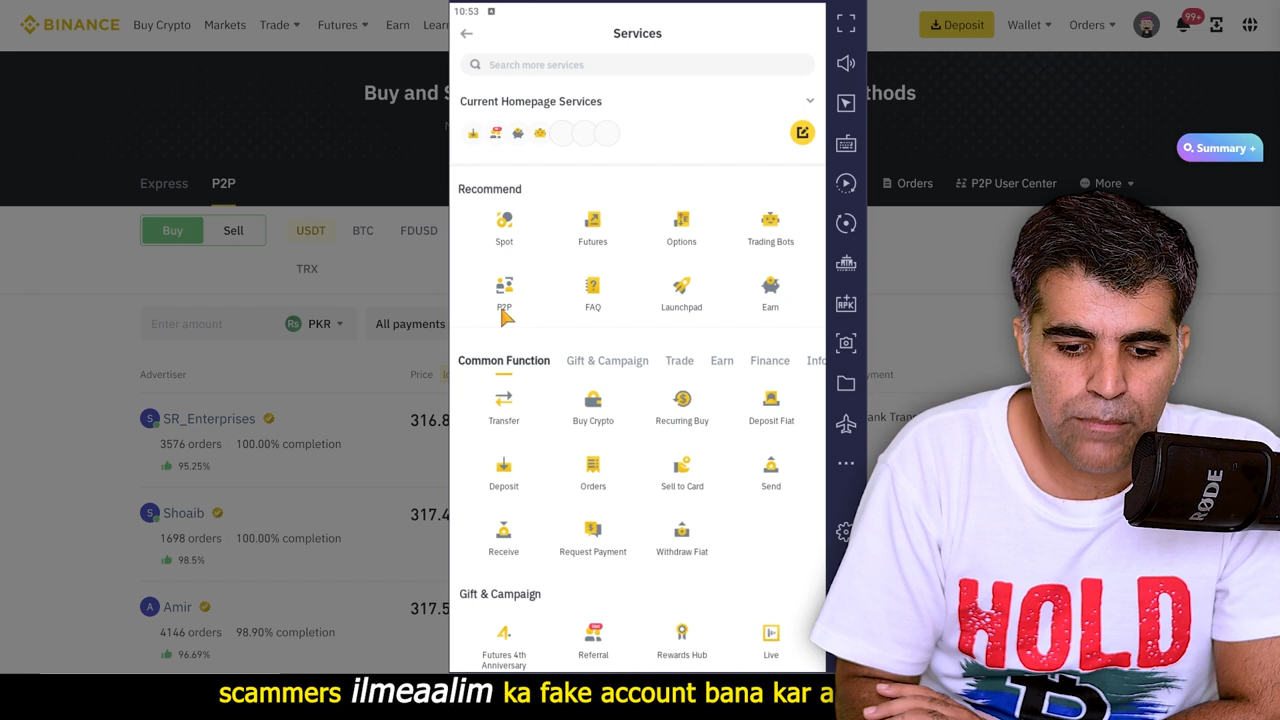 BINANCE Buy Crypto Markets Trade Futures Earn
10:53
Deposit Wallet Orders 99+
Services
Search more services
Buy and
Current Homepage Services
Summary +
Express P2P
Orders P2P User Center More
Recommend
Spot Futures Options Trading Bots
Buy Sell USDT BTC FDUSD
TRX
P2P FAQ Launchpad Earn
Enter amount Rs PKR All payments
Common Function Gift & Campaign Trade Earn Finance
Advertiser Price
Transfer Buy Crypto Recurring Buy Deposit Fiat
SR_Enterprises 316.8
3576 orders 100.00% completion
95.25%
Deposit Orders Sell to Card Send
Shoaib 317.4
1698 orders 100.00% completion
98.5%
Receive Request Payment Withdraw Fiat
Gift & Campaign
Amir 317.5
4146 orders 98.90% completion
96.69%
Futures 4th Anniversary Referral Rewards Hub Live
RODE
HOLD
scammers ilmeaalim ka fake account bana kar a